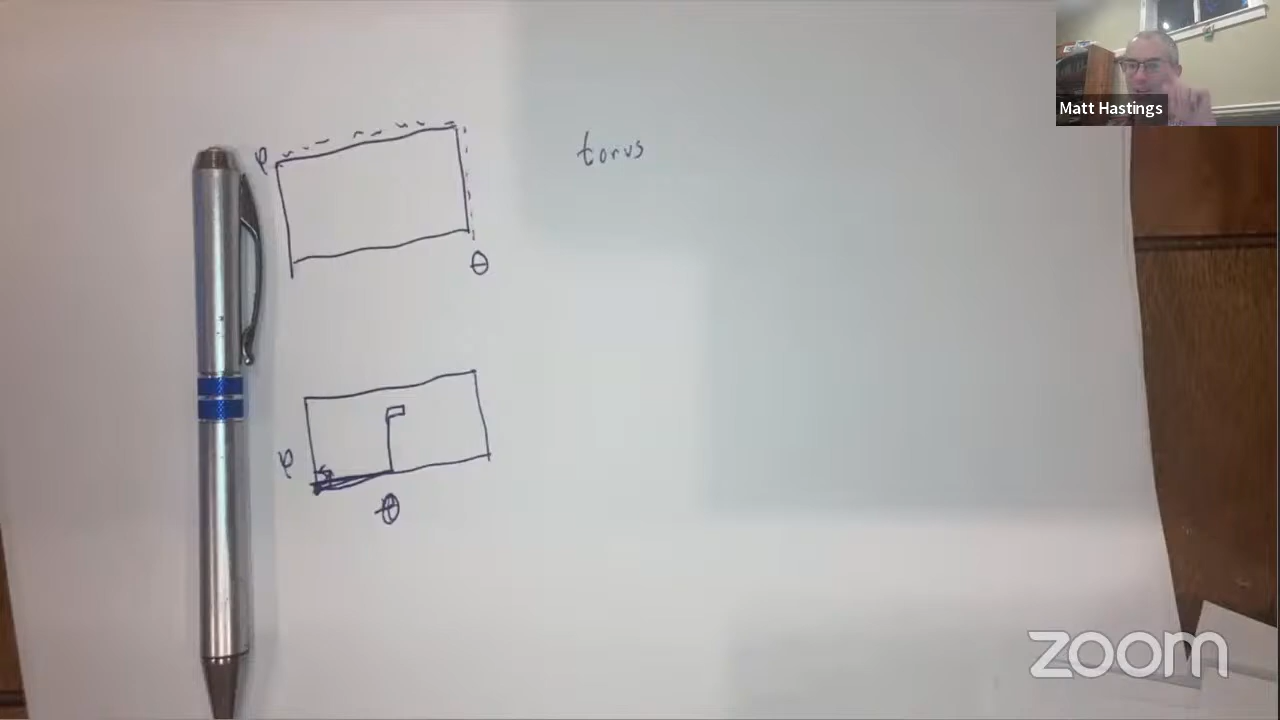 Matt Hastings
φ
torus
θ
φ
θ
zoom